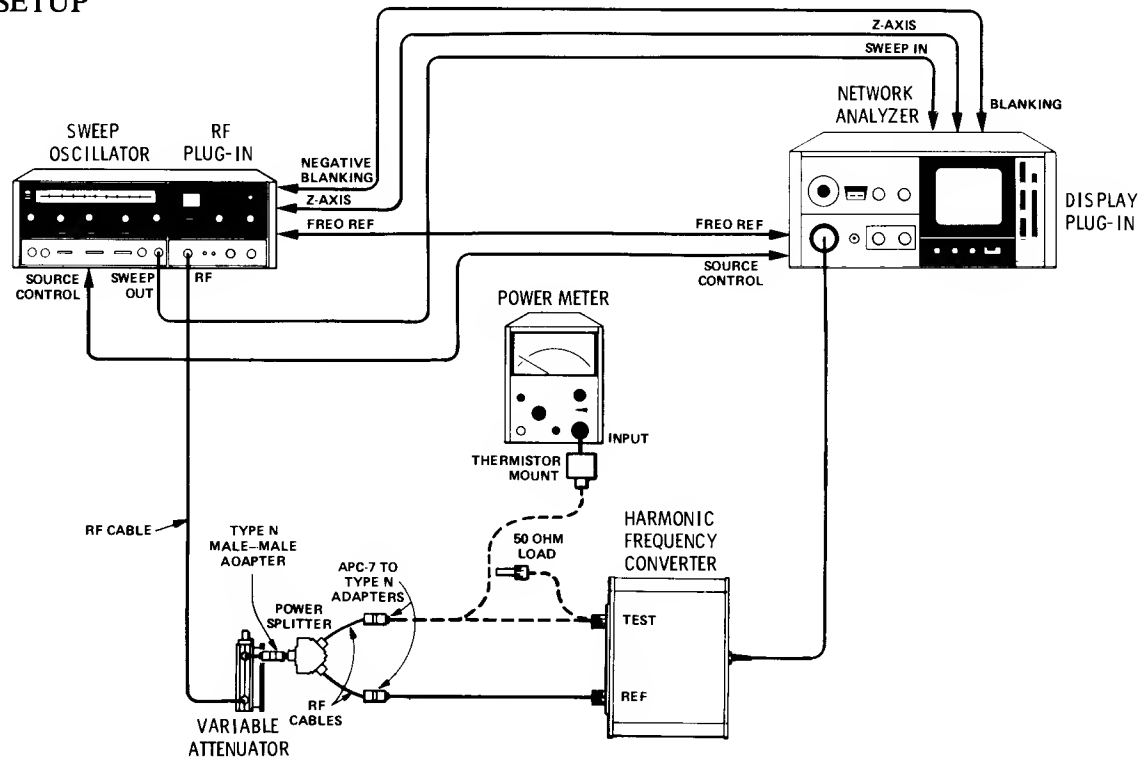 SETUP
Z-AXIS
SWEEP IN
NETWORK
ANALYZER
BLANKING
SWEEP
OSCILLATOR
RF
PLUG-IN
NEGATIVE
BLANKING
Z-AXIS
FREQ REF
FREQ REF
DISPLAY
PLUG-IN
SOURCE
CONTROL
SWEEP
OUT
RF
SOURCE
CONTROL
POWER METER
INPUT
THERMISTOR
MOUNT
RF CABLE
TYPE N
MALE–MALE
ADAPTER
50 OHM
LOAD
HARMONIC
FREQUENCY
CONVERTER
APC-7 TO
TYPE N
ADAPTERS
POWER
SPLITTER
TEST
REF
RF
CABLES
VARIABLE
ATTENUATOR